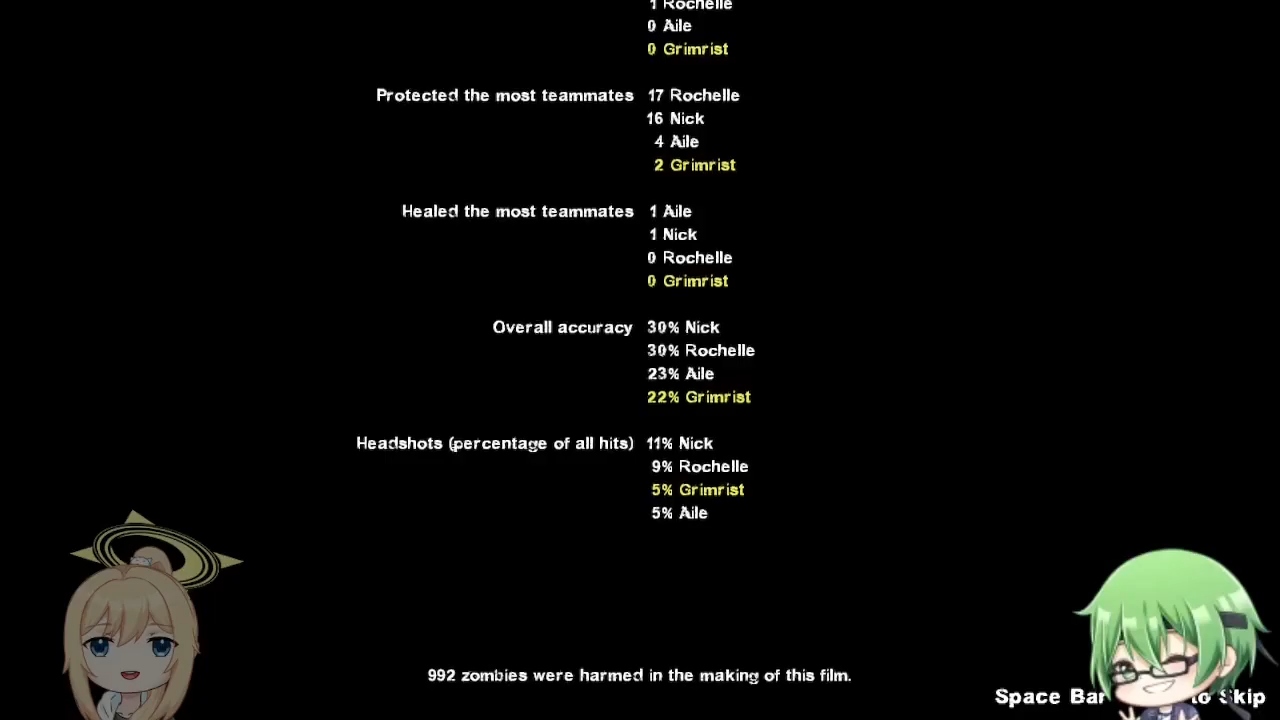 1 Rochelle
0 Aile
0 Grimrist
Protected the most teammates 17 Rochelle
16 Nick
4 Aile
2 Grimrist
Healed the most teammates 1 Aile
1 Nick
0 Rochelle
0 Grimrist
Overall accuracy 30% Nick
30% Rochelle
23% Aile
22% Grimrist
Headshots (percentage of all hits) 11% Nick
9% Rochelle
5% Grimrist
5% Aile
992 zombies were harmed in the making of this film.
Space Bar to Skip